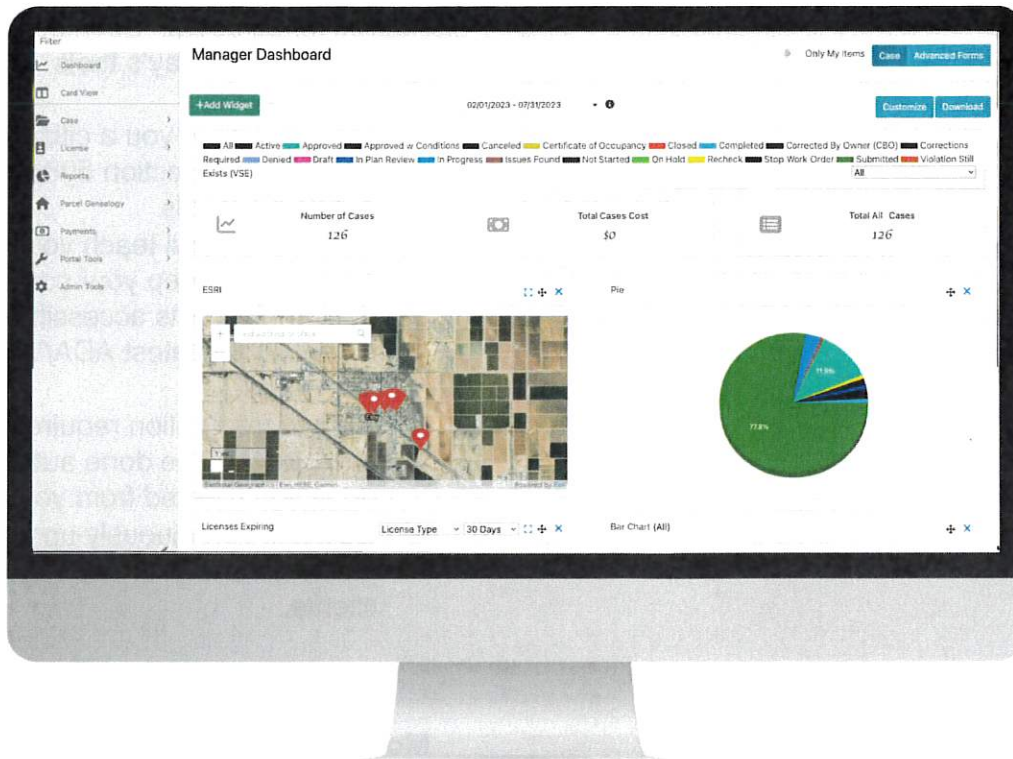 Filter
Dashboard
Card View
Case
License
Reports
Parcel Genealogy
Payments
Portal Tools
Admin Tools
Manager Dashboard
Only My Items Case Advanced Forms
+Add Widget 02/01/2023 - 07/31/2023 Customize Download
All Active Approved Approved w Conditions Canceled Certificate of Occupancy Closed Completed Corrected By Owner (CBO) Corrections
Required Denied Draft In Plan Review In Progress Issues Found Not Started On Hold Recheck Stop Work Order Submitted Violation Still
Exists (VSE) All
Number of Cases Total Cases Cost Total All Cases
126 $0 126
ESRI Pie
11.9%
77.8%
Powered by Esri
Licenses Expiring License Type 30 Days Bar Chart (All)